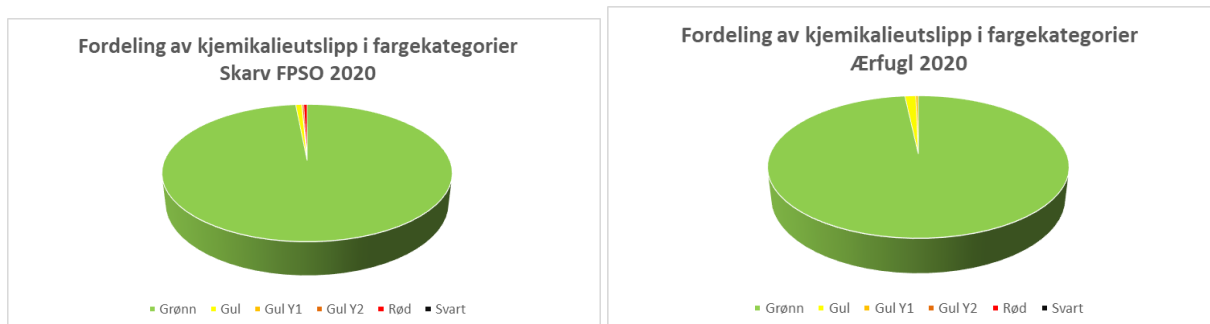 Fordeling av kjemikalieutslipp i fargekategorier
Skarv FPSO 2020
Grønn Gul Gul Y1 Gul Y2 Rød Svart
Fordeling av kjemikalieutslipp i fargekategorier
Ærfugl 2020
Grønn Gul Gul Y1 Gul Y2 Rød Svart